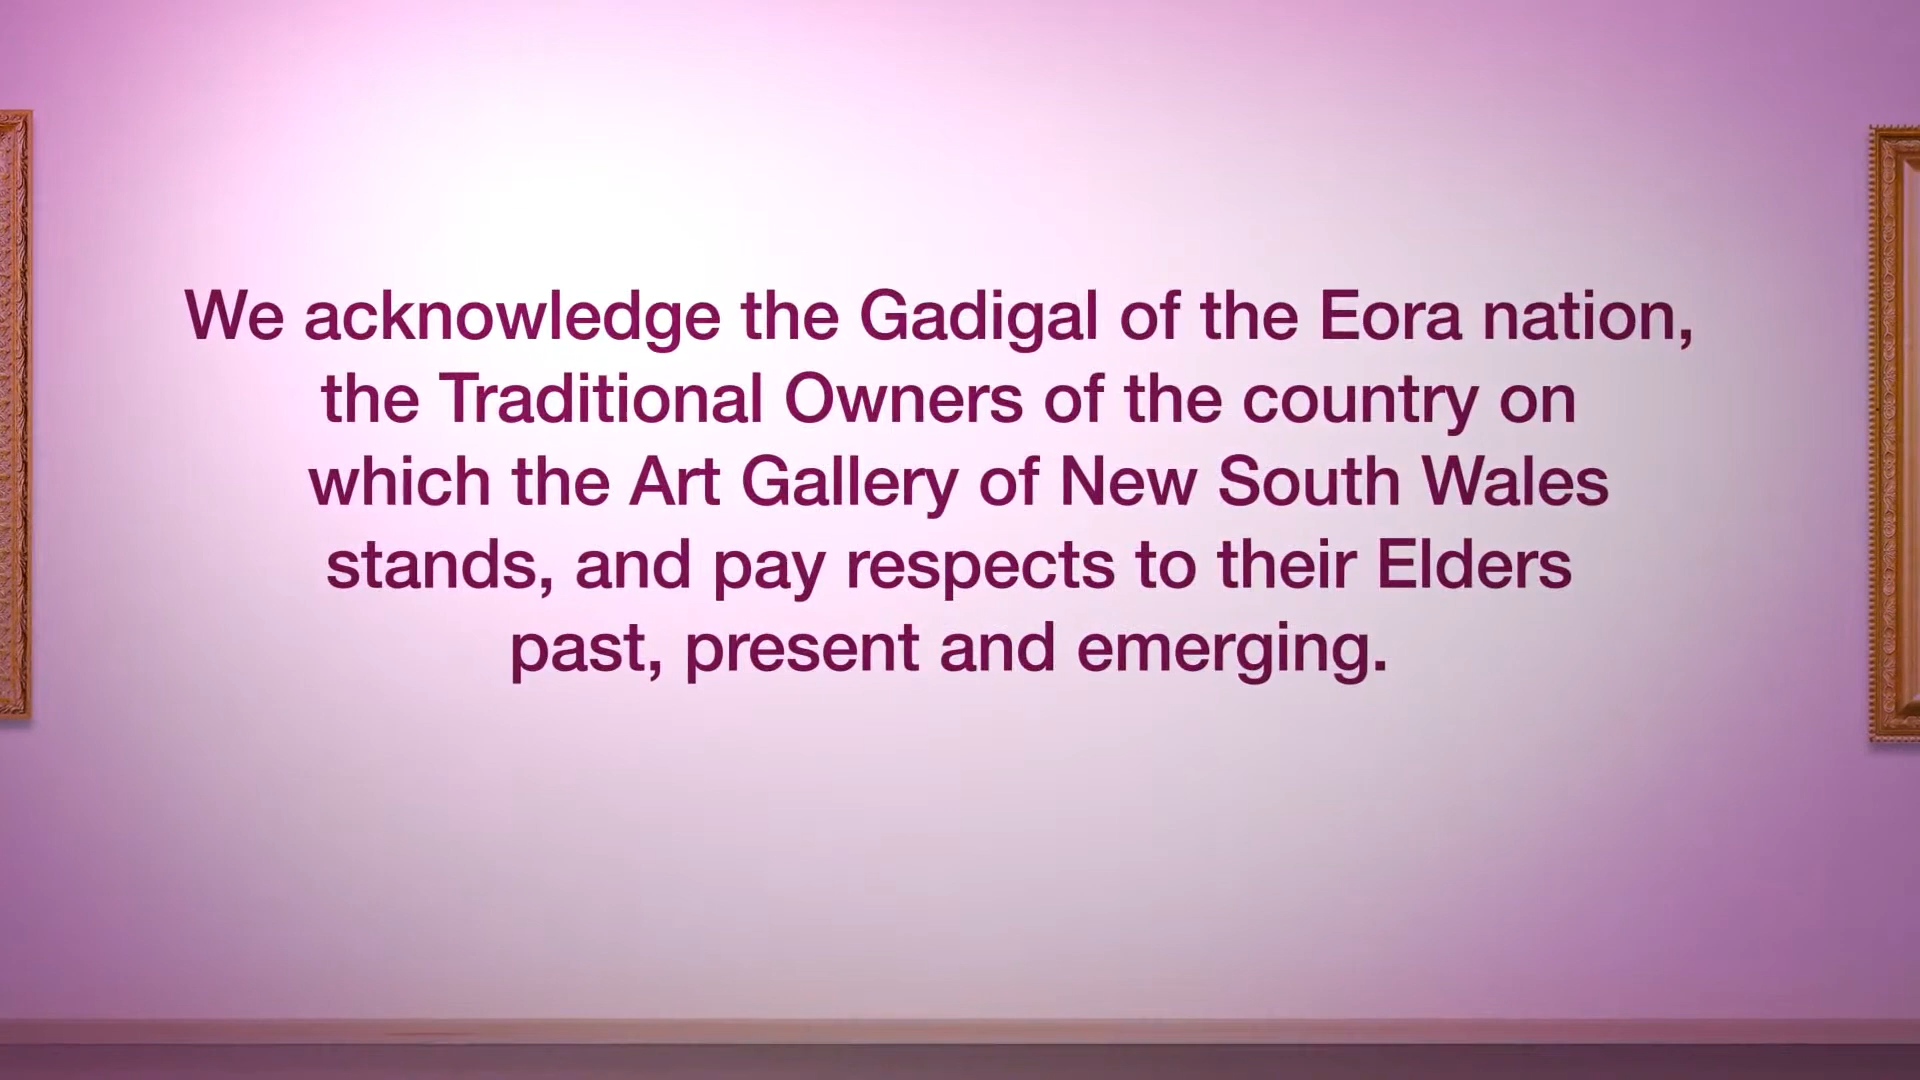 We acknowledge the Gadigal of the Eora nation,
the Traditional Owners of the country on
which the Art Gallery of New South Wales
stands, and pay respects to their Elders
past, present and emerging.